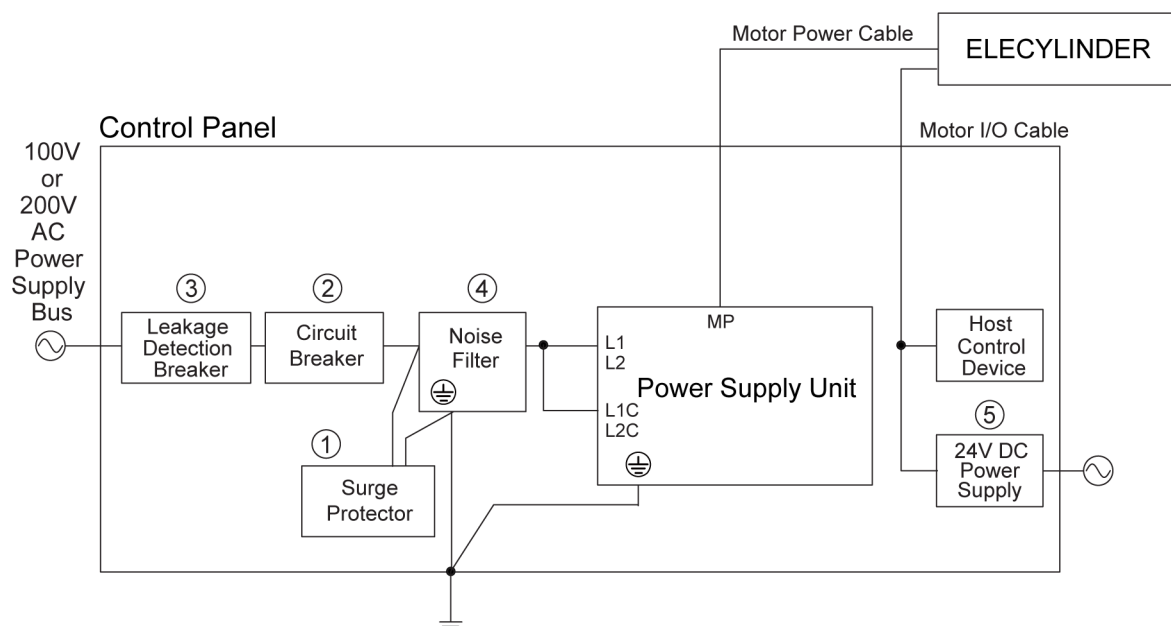 Motor Power Cable
ELECYLINDER
Control Panel
Motor I/O Cable
100V
or
200V
AC
Power
Supply
Bus
③
Leakage
Detection
Breaker
②
Circuit
Breaker
④
Noise
Filter
①
Surge
Protector
MP
L1
L2
Power Supply Unit
L1C
L2C
Host
Control
Device
⑤
24V DC
Power
Supply